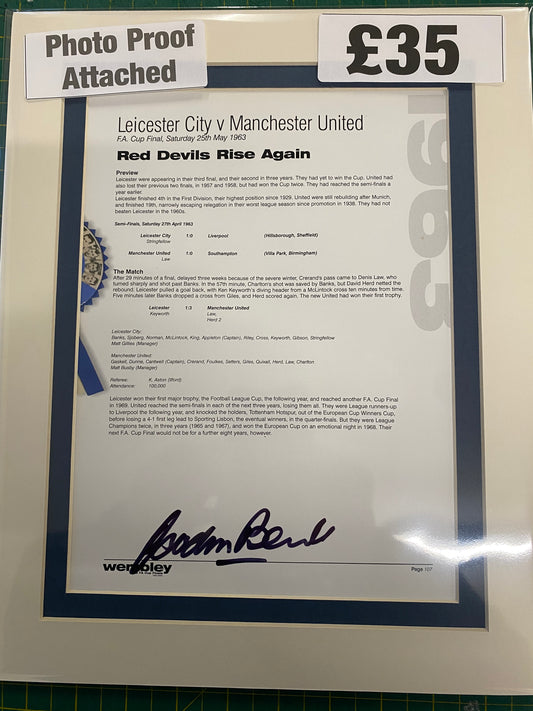 Photo Proof
Attached
£35
1963
Leicester City v Manchester United
F.A. Cup Final, Saturday 25th May 1963
Red Devils Rise Again
Preview
Leicester were appearing in their third final, and their second in three years. They had yet to win the Cup. United had
also lost their previous two finals, in 1957 and 1958, but had won the Cup twice. They had reached the semi-finals a
year earlier.
Leicester finished 4th in the First Division, their highest position since 1929. United were still rebuilding after Munich,
and finished 19th, narrowly escaping relegation in their worst league season since promotion in 1938. They had not
beaten Leicester in the 1960s.
Semi-Finals, Saturday 27th April 1963
Leicester City 1:0 Liverpool (Hillsborough, Sheffield)
Stringfellow
Manchester United 1:0 Southampton (Villa Park, Birmingham)
Law
The Match
After 29 minutes of a final, delayed three weeks because of the severe winter, Crerand's pass came to Denis Law, who
turned sharply and shot past Banks. In the 57th minute, Charlton's shot was saved by Banks, but David Herd netted the
rebound. Leicester pulled a goal back, with Ken Keyworth's diving header from a McLintock cross ten minutes from time.
Five minutes later Banks dropped a cross from Giles, and Herd scored again. The new United had won their first trophy.
Leicester 1:3 Manchester United
Keyworth Law,
Herd 2
Leicester City:
Banks, Sjoberg, Norman, McLintock, King, Appleton (Captain), Riley, Cross, Keyworth, Gibson, Stringfellow
Matt Gillies (Manager)
Manchester United:
Gaskell, Dunne, Cantwell (Captain), Crerand, Foulkes, Setters, Giles, Quixall, Herd, Law, Charlton.
Matt Busby (Manager)
Referee: K. Aston (Ilford)
Attendance: 100,000
Leicester won their first major trophy, the Football League Cup, the following year, and reached another F.A. Cup Final
in 1969. United reached the semi-finals in each of the next three years, losing them all. They were League runners-up
to Liverpool the following year, and knocked the holders, Tottenham Hotspur, out of the European Cup Winners Cup,
before losing a 4-1 first leg lead to Sporting Lisbon, the eventual winners, in the quarter-finals. But they were League
Champions twice, in three years (1965 and 1967), and won the European Cup on an emotional night in 1968. Their
next F.A. Cup Final would not be for a further eight years, however.
wembley
Page 107